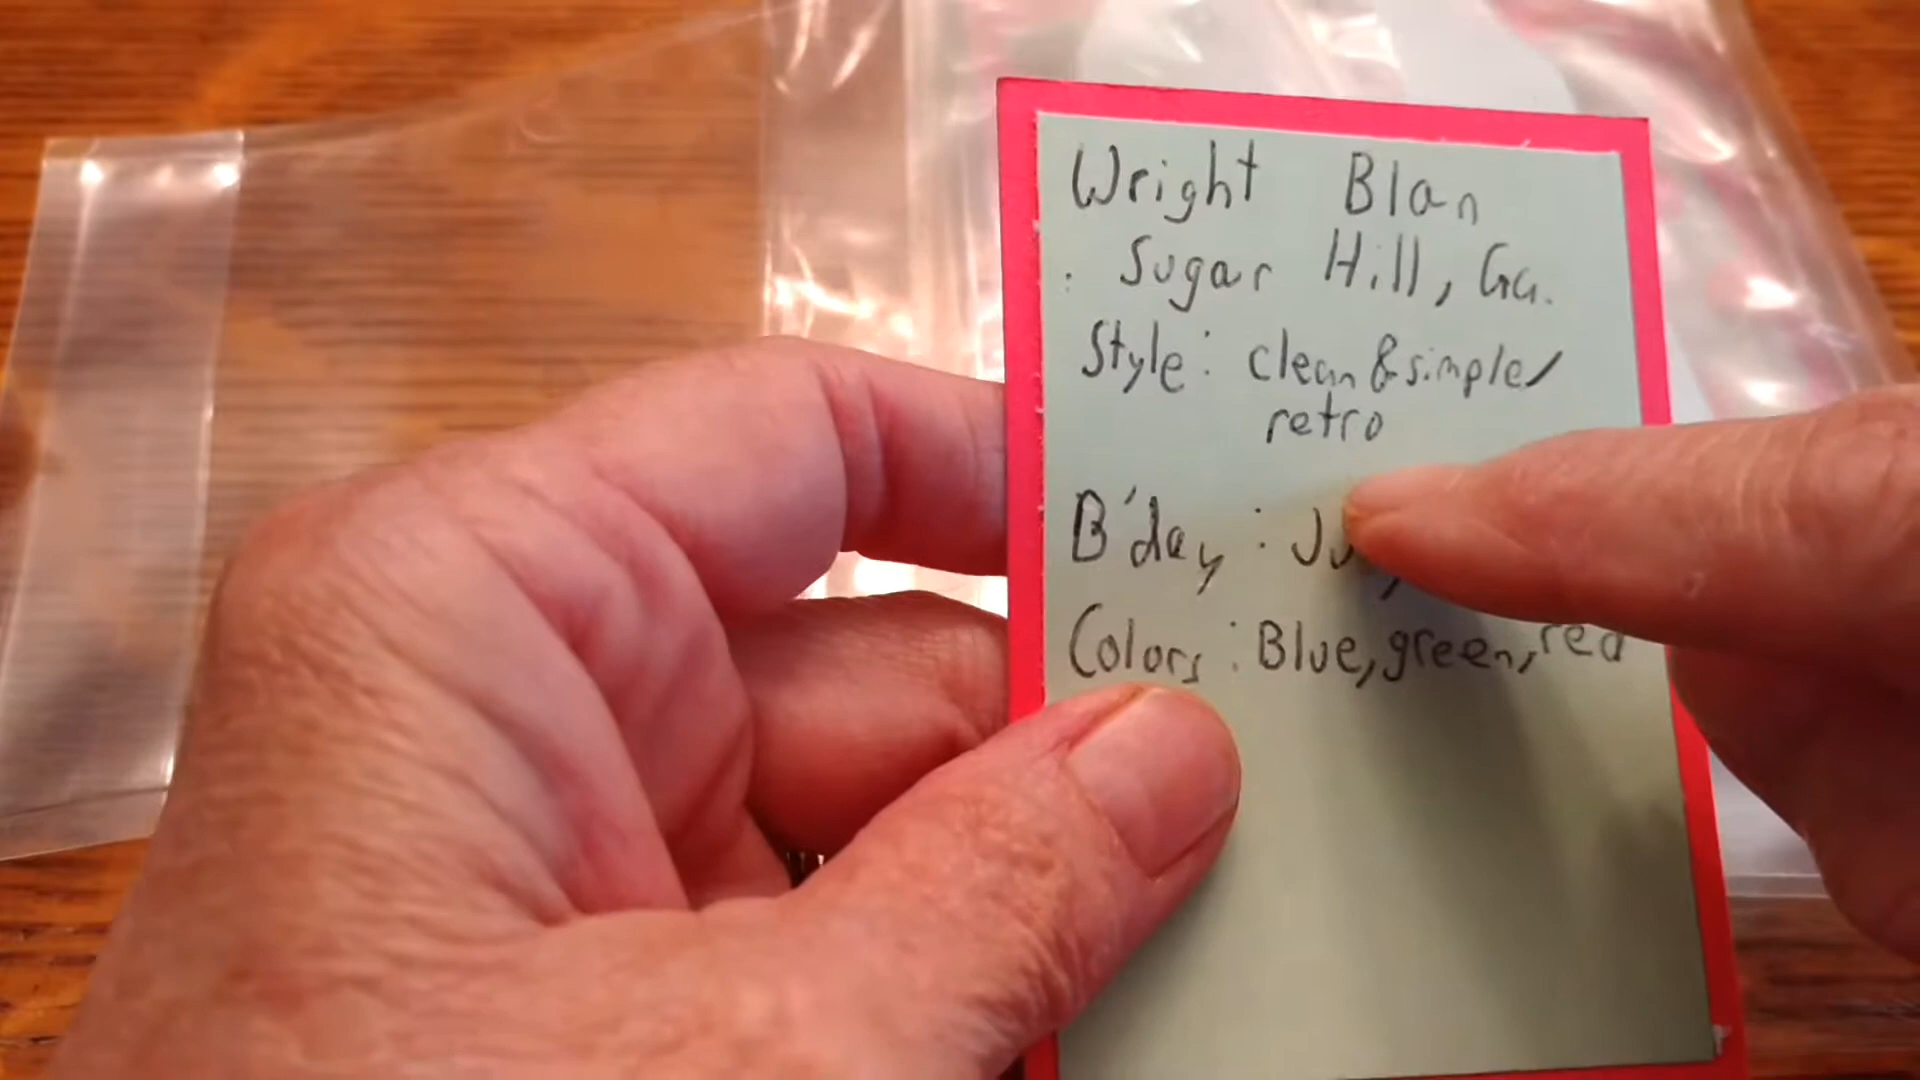 Wright Blan
Sugar Hill, Ga.
Style: clean & simple/
retro
B'day:
Colors: Blue, green, red